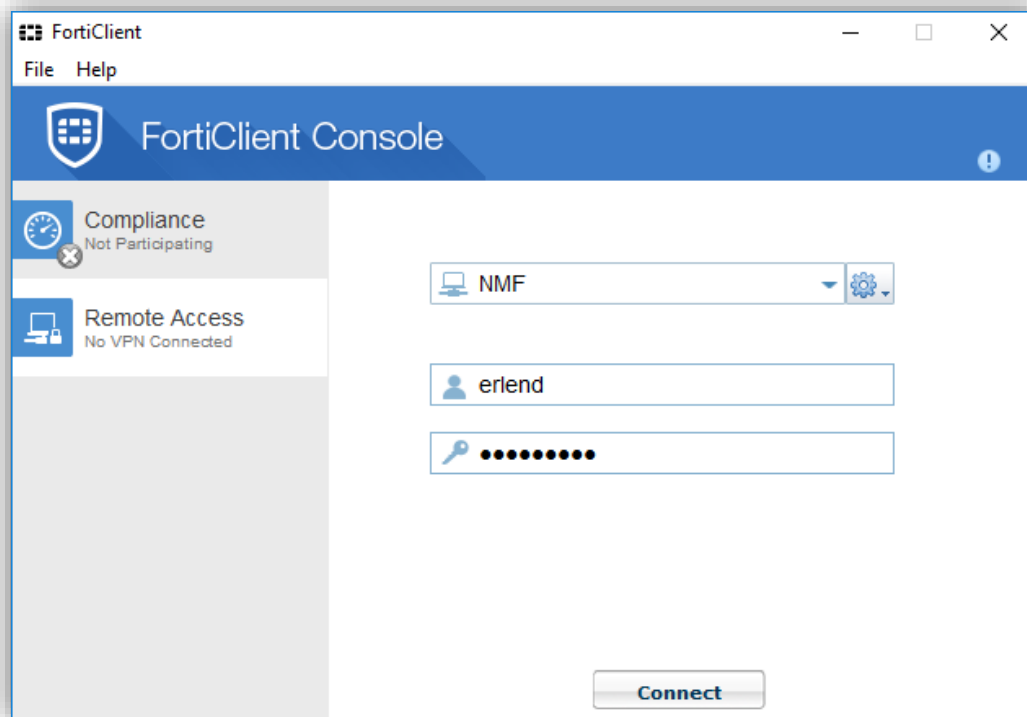 FortiClient
File Help
FortiClient Console
Compliance
Not Participating
Remote Access
No VPN Connected
NMF
erlend
●●●●●●●●●
Connect